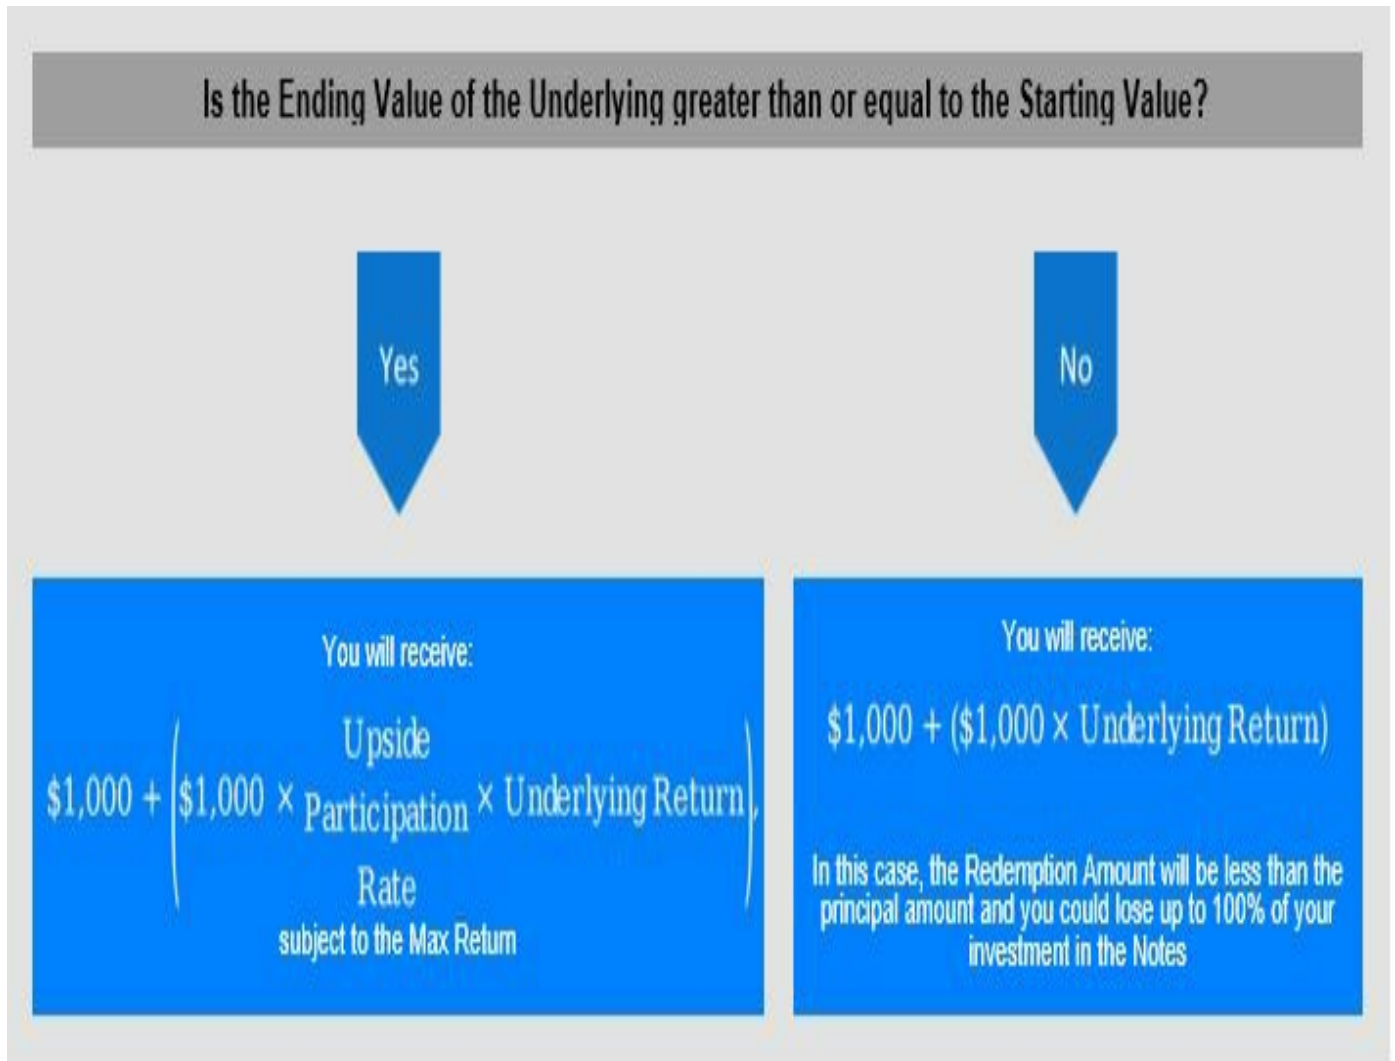 Is the Ending Value of the Underlying greater than or equal to the Starting Value?
Yes
No
You will receive:
$1,000 + ($1,000 × Upside Participation Rate × Underlying Return),
subject to the Max Return
You will receive:
$1,000 + ($1,000 × Underlying Return)
In this case, the Redemption Amount will be less than the
principal amount and you could lose up to 100% of your
investment in the Notes